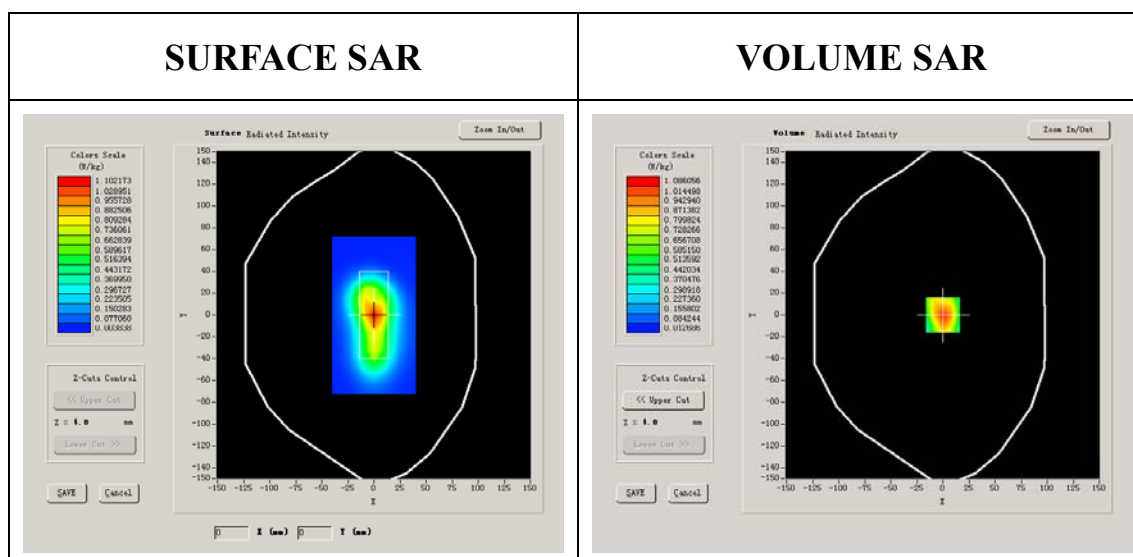 SURFACE SAR
VOLUME SAR
Surface Radiated Intensity
Zoom In/Out
Colors Scale
(W/kg)
1.102173
1.028951
0.955728
0.882506
0.809284
0.736061
0.662839
0.589617
0.516394
0.443172
0.369950
0.296727
0.223505
0.150283
0.077060
0.003838
150
140
120
100
80
60
40
20
0
-20
-40
-60
-80
-100
-120
-140
-150
Y
-150 -125 -100 -75 -50 -25 0 25 50 75 100 125 150
X
Z-Cuts Control
<< Upper Cut
Z = 4.0 mm
Lower Cut >>
SAVE Cancel
0 X (mm) 0 Y (mm)
Volume Radiated Intensity
Zoom In/Out
Colors Scale
(W/kg)
1.086056
1.014498
0.942940
0.871382
0.799824
0.728266
0.656708
0.585150
0.513592
0.442034
0.370476
0.298918
0.227360
0.155802
0.084244
0.012686
150
140
120
100
80
60
40
20
0
-20
-40
-60
-80
-100
-120
-140
-150
Y
-150 -125 -100 -75 -50 -25 0 25 50 75 100 125 150
X
Z-Cuts Control
<< Upper Cut
Z = 4.0 mm
Lower Cut >>
SAVE Cancel